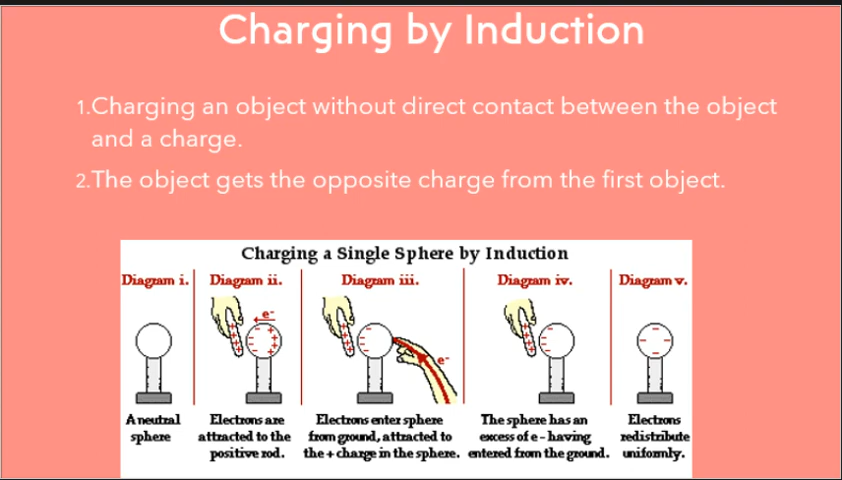 Charging by Induction
1.Charging an object without direct contact between the object
and a charge.
2.The object gets the opposite charge from the first object.
Charging a Single Sphere by Induction
Diagram i.
A neutral
sphere
Diagram ii.
e-
Electrons are
attracted to the
positive rod.
Diagram iii.
e-
Electrons enter sphere
from ground, attracted to
the + charge in the sphere.
Diagram iv.
The sphere has an
excess of e - having
entered from the ground.
Diagram v.
Electrons
redistribute
uniformly.